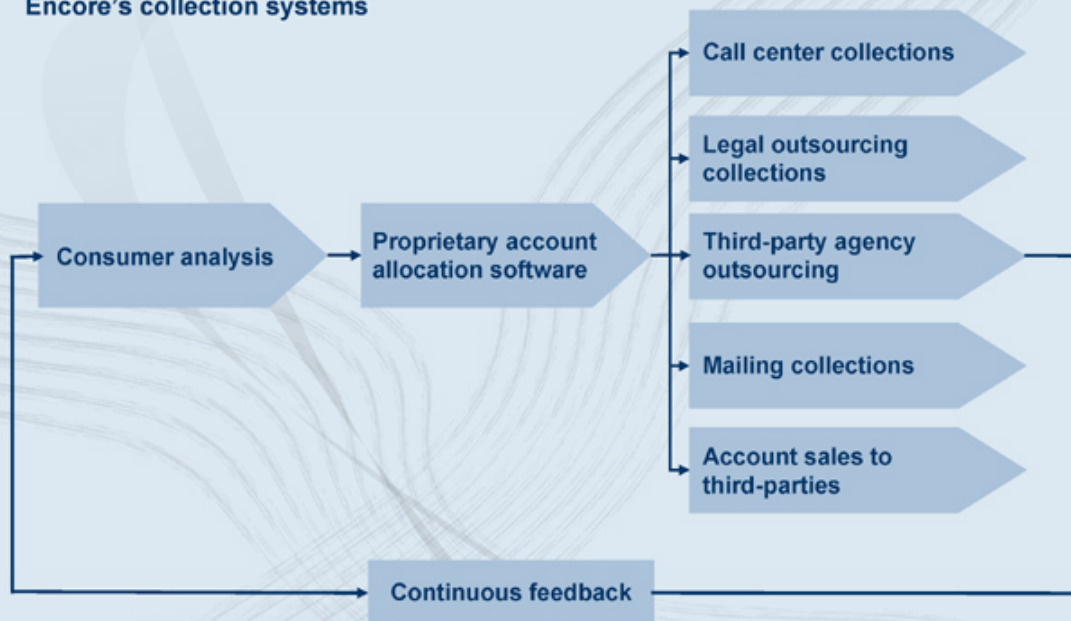 Encore's collection systems
Call center collections
Legal outsourcing
collections
Consumer analysis
Proprietary account
allocation software
Third-party agency
outsourcing
Mailing collections
Account sales to
third-parties
Continuous feedback